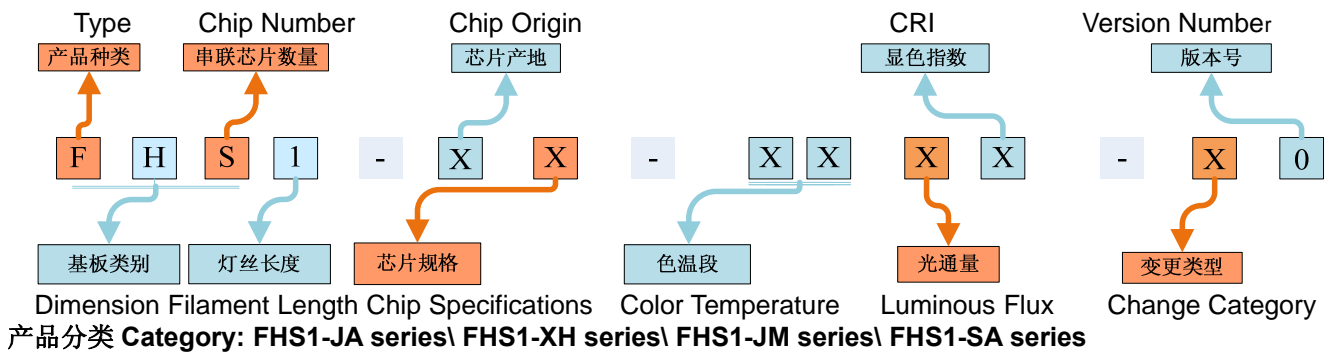 Type Chip Number Chip Origin CRI Version Number
产品种类 串联芯片数量 芯片产地 显色指数 版本号
F H S 1 - X X - X X X X - X 0
基板类别 灯丝长度 芯片规格 色温段 光通量 变更类型
Dimension Filament Length Chip Specifications Color Temperature Luminous Flux Change Category
产品分类 Category: FHS1-JA series\ FHS1-XH series\ FHS1-JM series\ FHS1-SA series